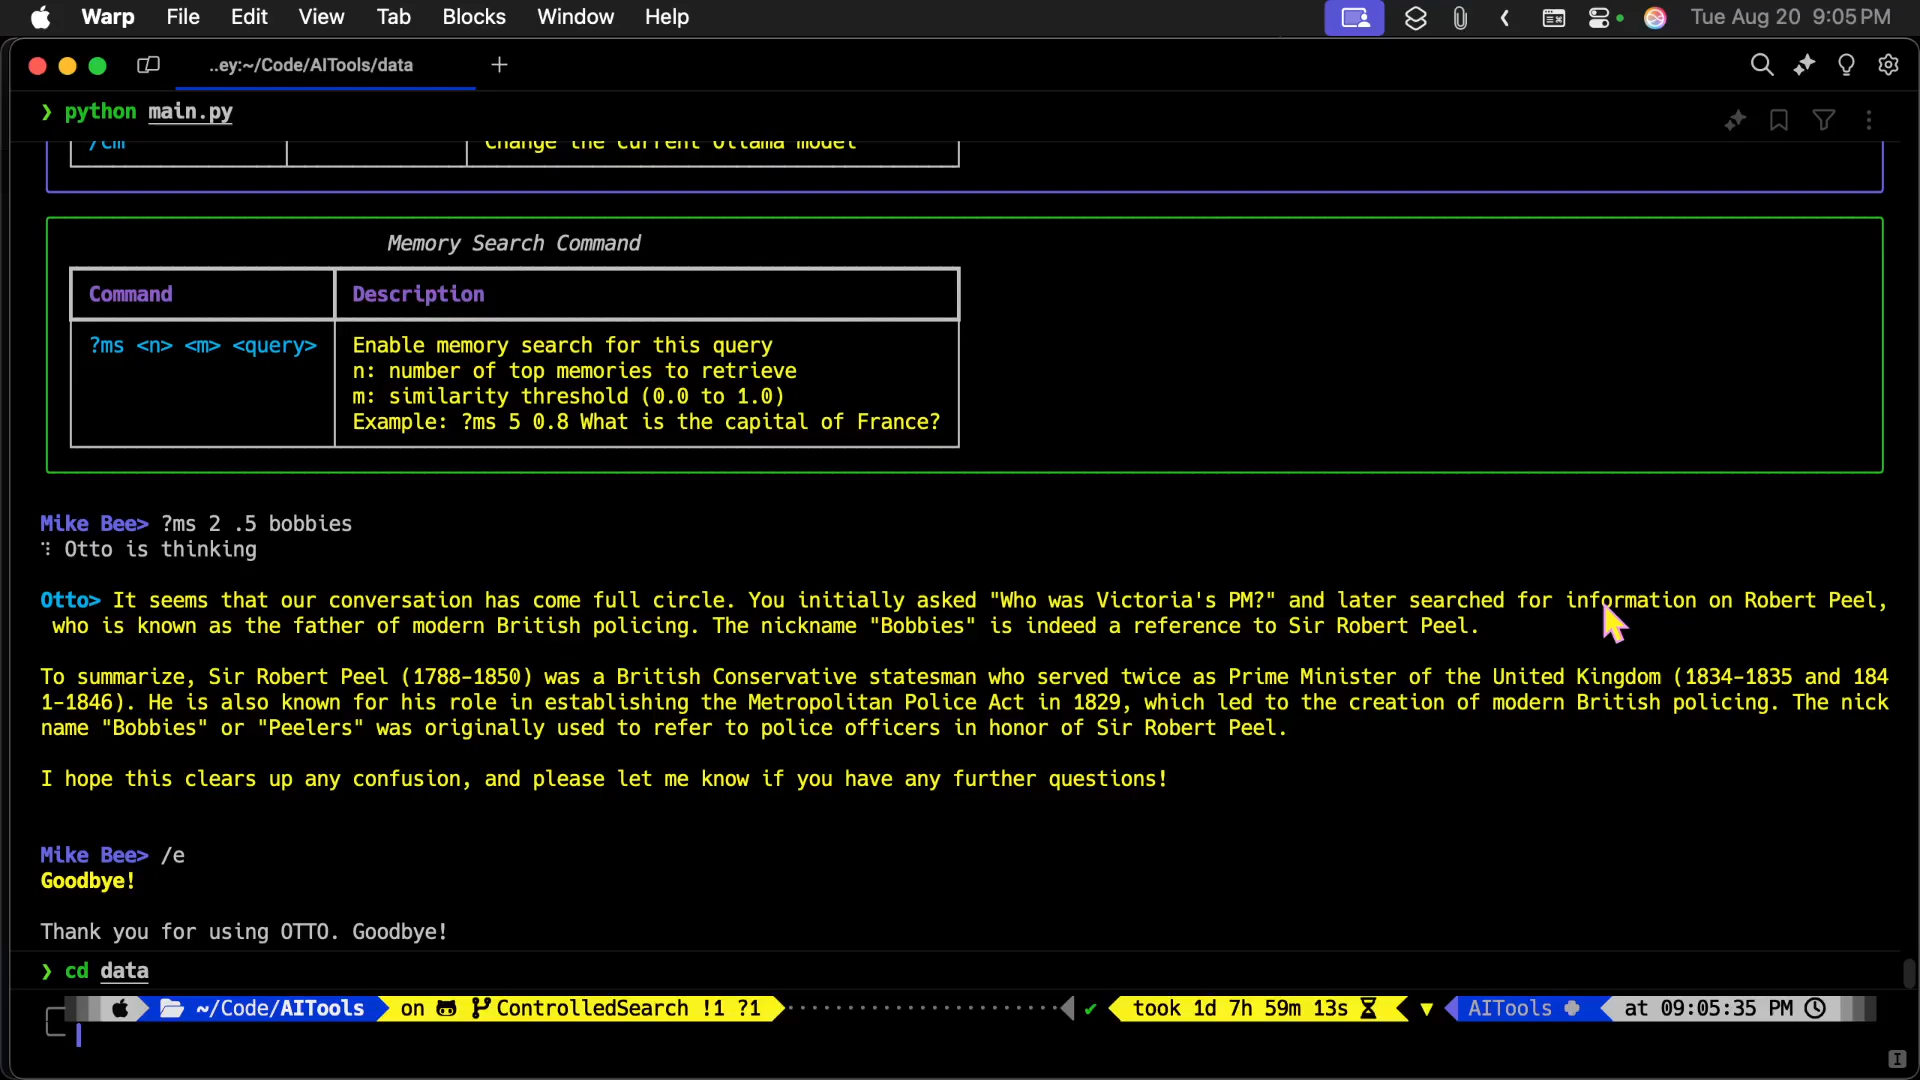 Warp File Edit View Tab Blocks Window Help Tue Aug 20 9:05 PM
..ey:~/Code/AITools/data
❯ python main.py
/cm Change the current Ollama model
Memory Search Command
Command Description
?ms <n> <m> <query> Enable memory search for this query
n: number of top memories to retrieve
m: similarity threshold (0.0 to 1.0)
Example: ?ms 5 0.8 What is the capital of France?
Mike Bee> ?ms 2 .5 bobbies
Otto is thinking
Otto> It seems that our conversation has come full circle. You initially asked "Who was Victoria's PM?" and later searched for information on Robert Peel,
who is known as the father of modern British policing. The nickname "Bobbies" is indeed a reference to Sir Robert Peel.
To summarize, Sir Robert Peel (1788-1850) was a British Conservative statesman who served twice as Prime Minister of the United Kingdom (1834-1835 and 184
1-1846). He is also known for his role in establishing the Metropolitan Police Act in 1829, which led to the creation of modern British policing. The nick
name "Bobbies" or "Peelers" was originally used to refer to police officers in honor of Sir Robert Peel.
I hope this clears up any confusion, and please let me know if you have any further questions!
Mike Bee> /e
Goodbye!
Thank you for using OTTO. Goodbye!
❯ cd data
~/Code/AITools on ControlledSearch !1 ?1 ✔ took 1d 7h 59m 13s AITools at 09:05:35 PM